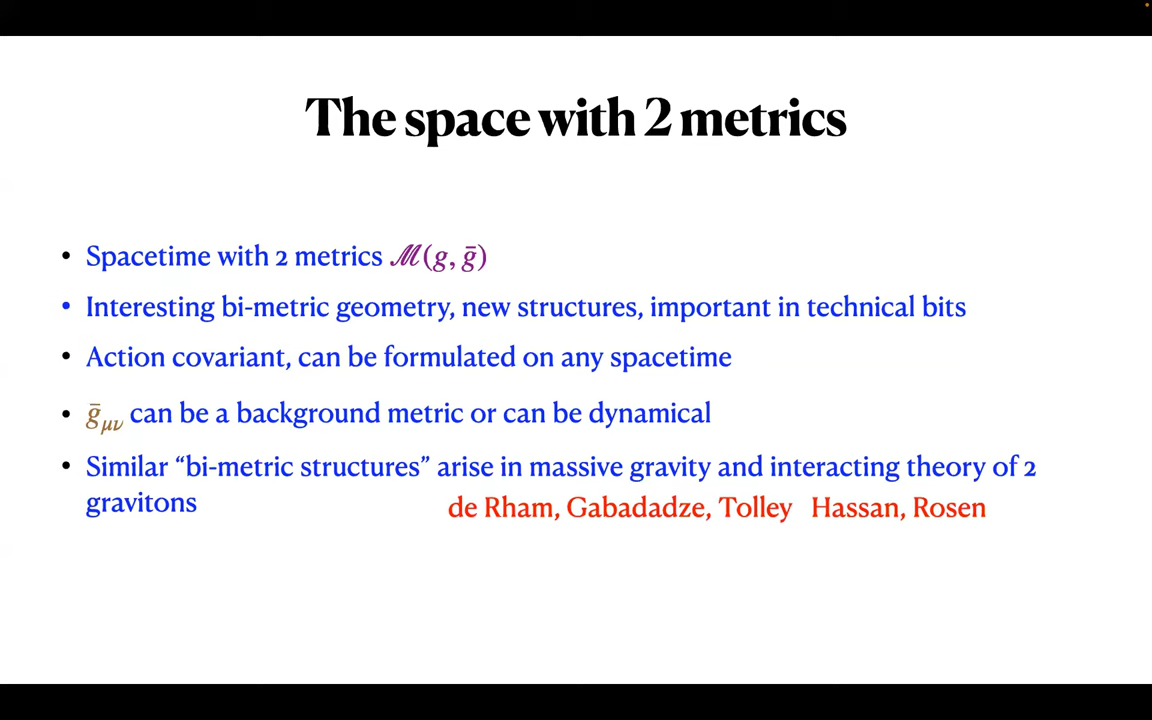 The space with 2 metrics
• Spacetime with 2 metrics ℳ(g, ḡ)
• Interesting bi-metric geometry, new structures, important in technical bits
• Action covariant, can be formulated on any spacetime
• ḡμν can be a background metric or can be dynamical
• Similar “bi-metric structures” arise in massive gravity and interacting theory of 2
gravitons
de Rham, Gabadadze, Tolley Hassan, Rosen